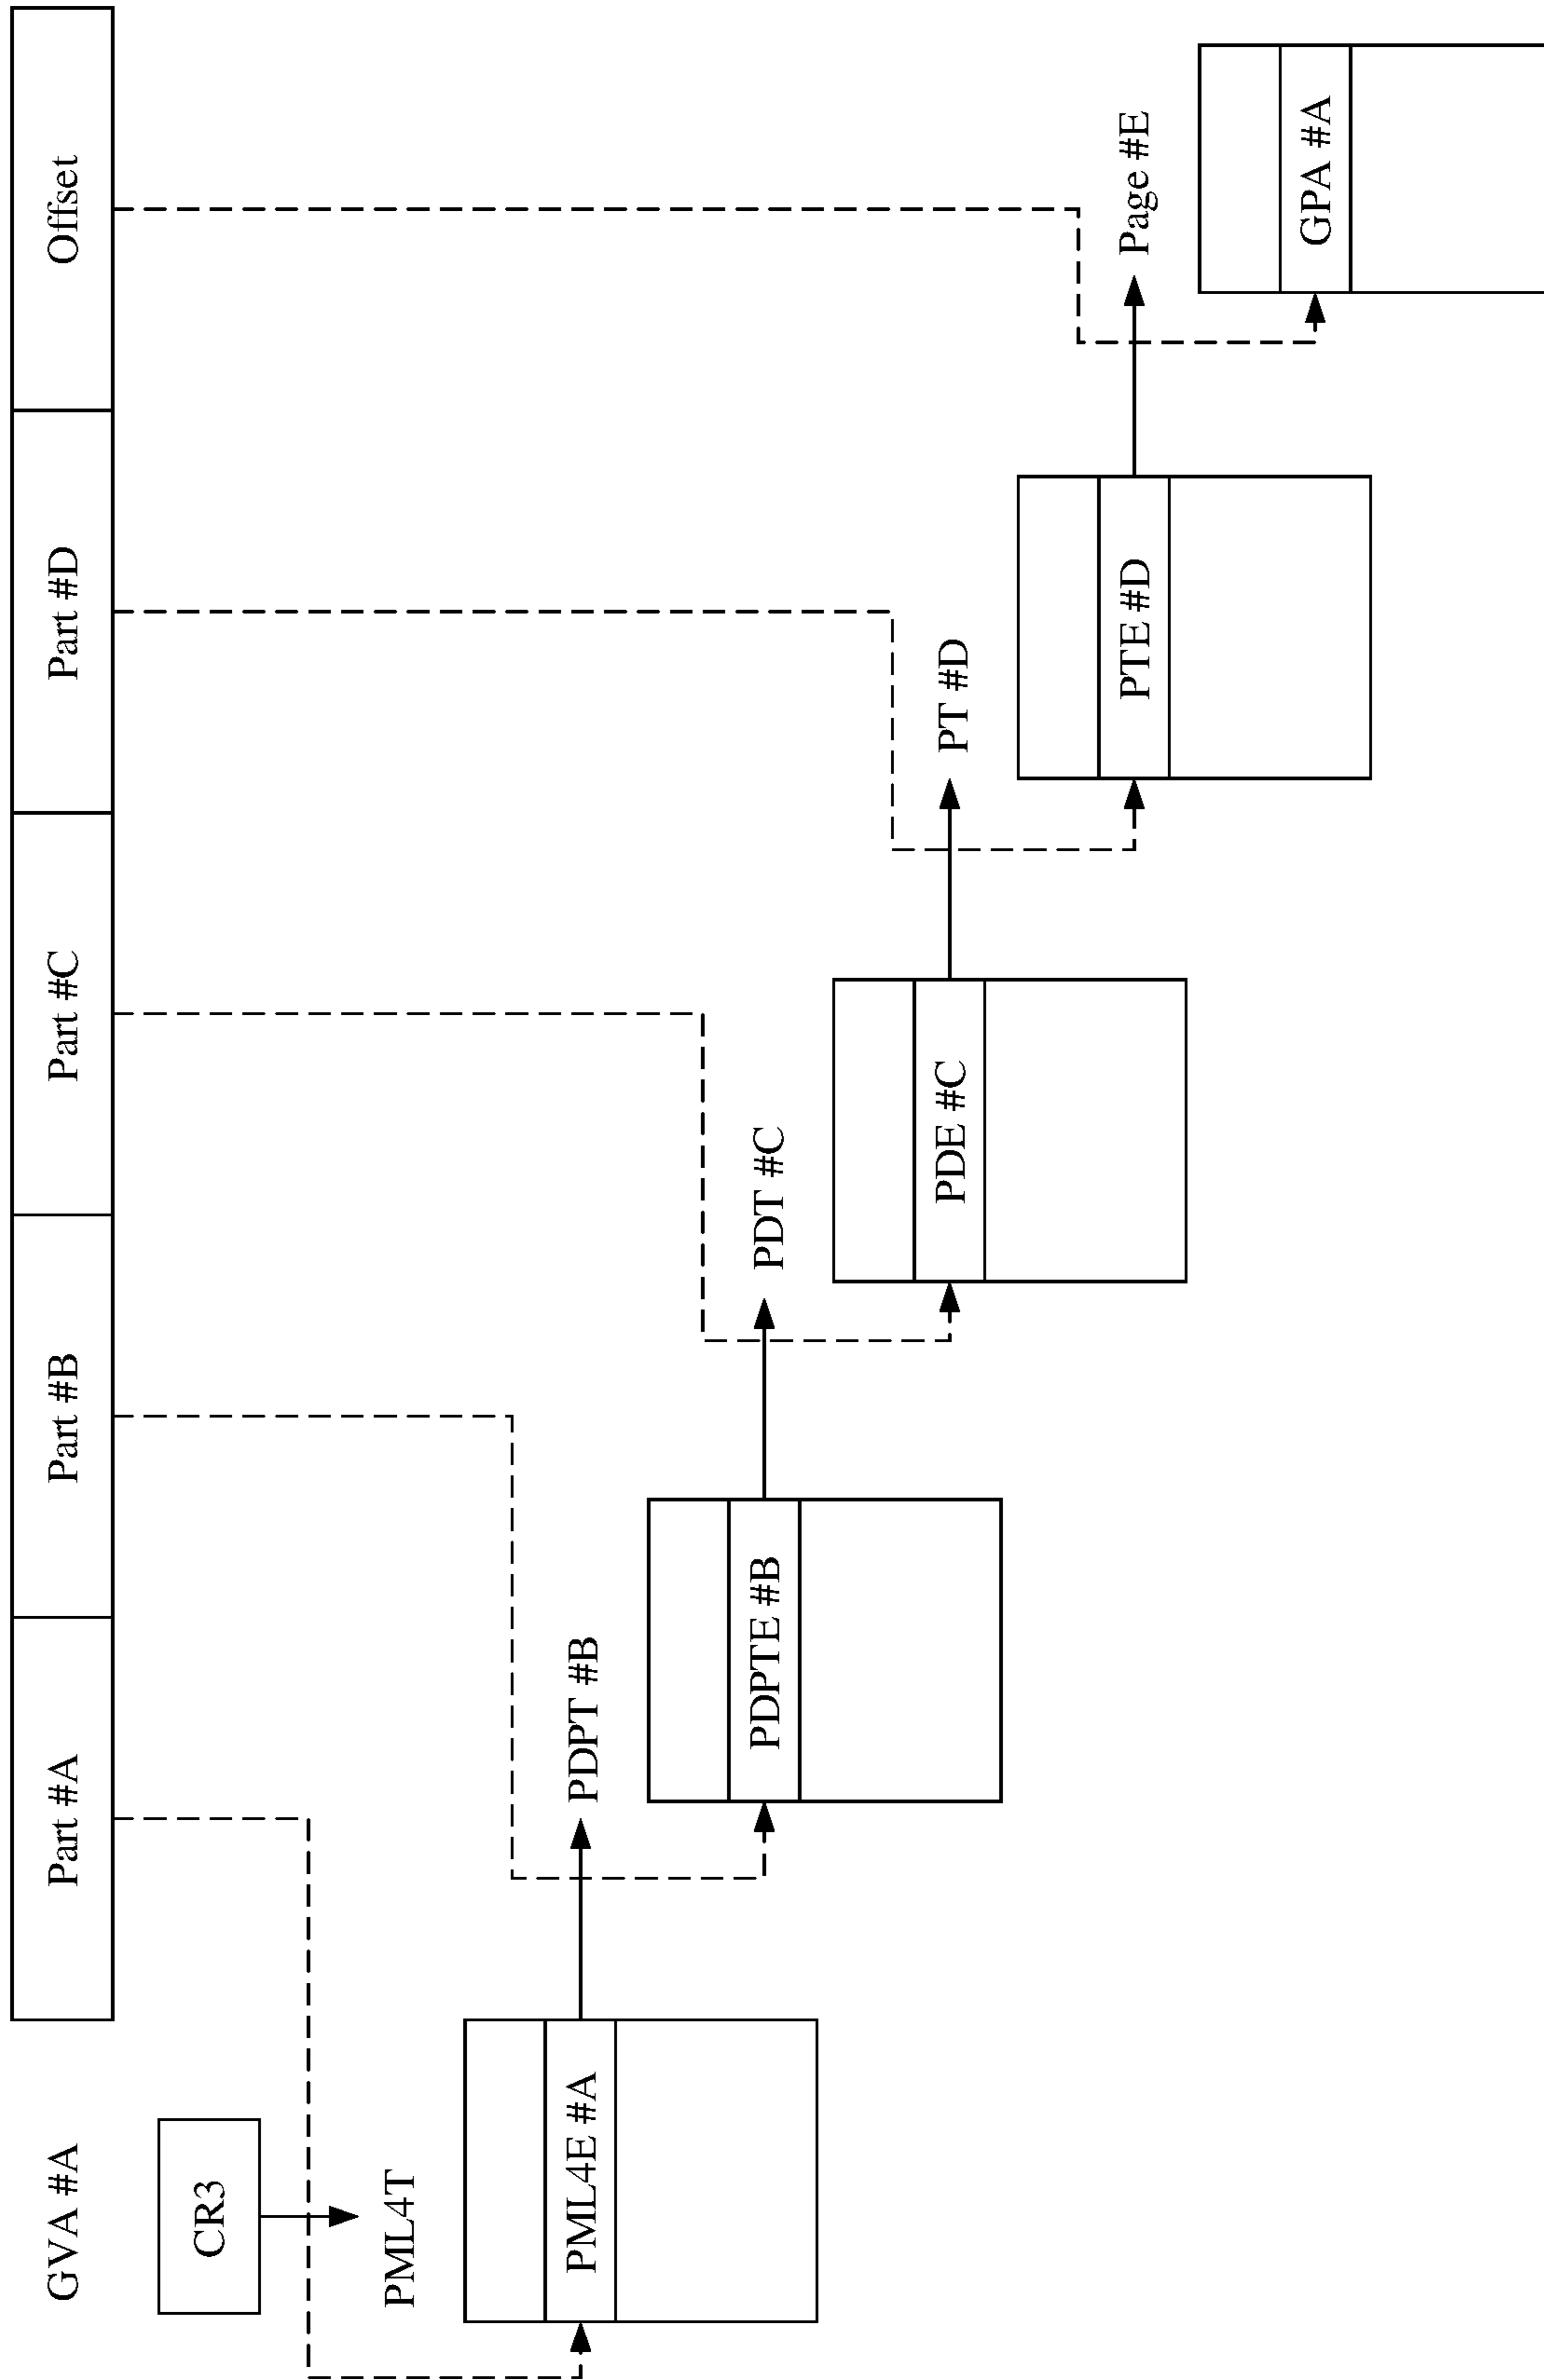 GVA #A
Part #A
Part #B
Part #C
Part #D
Offset
CR3
PML4T
PML4E #A
PDPT #B
PDPTE #B
PDT #C
PDE #C
PT #D
PTE #D
Page #E
GPA #A